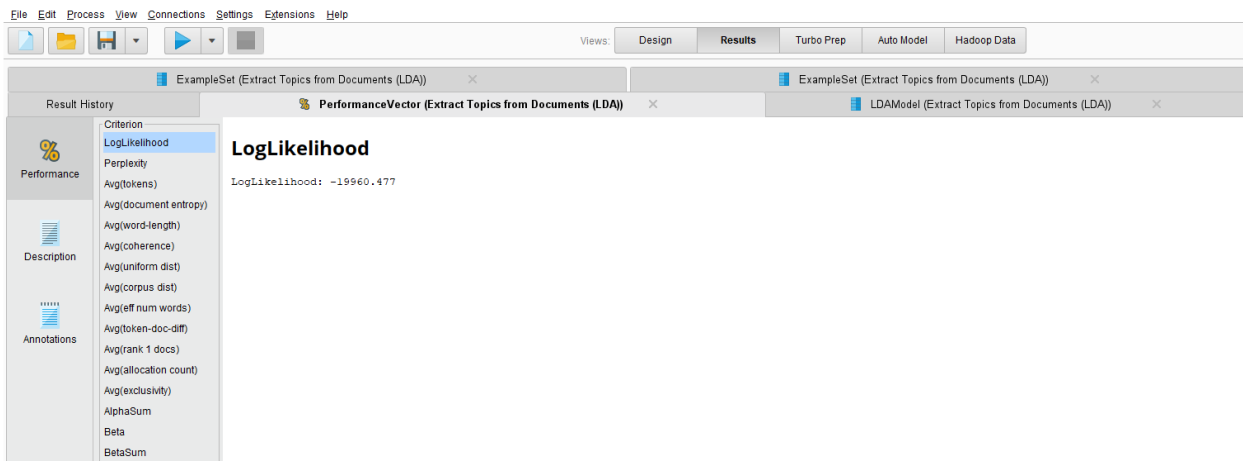 File Edit Process View Connections Settings Extensions Help
Views: Design Results Turbo Prep Auto Model Hadoop Data
ExampleSet (Extract Topics from Documents (LDA)) ExampleSet (Extract Topics from Documents (LDA))
Result History PerformanceVector (Extract Topics from Documents (LDA)) LDAModel (Extract Topics from Documents (LDA))
%
Performance
Description
Annotations
Criterion
LogLikelihood
Perplexity
Avg(tokens)
Avg(document entropy)
Avg(word-length)
Avg(coherence)
Avg(uniform dist)
Avg(corpus dist)
Avg(eff num words)
Avg(token-doc-diff)
Avg(rank 1 docs)
Avg(allocation count)
Avg(exclusivity)
AlphaSum
Beta
BetaSum
LogLikelihood
LogLikelihood: -19960.477